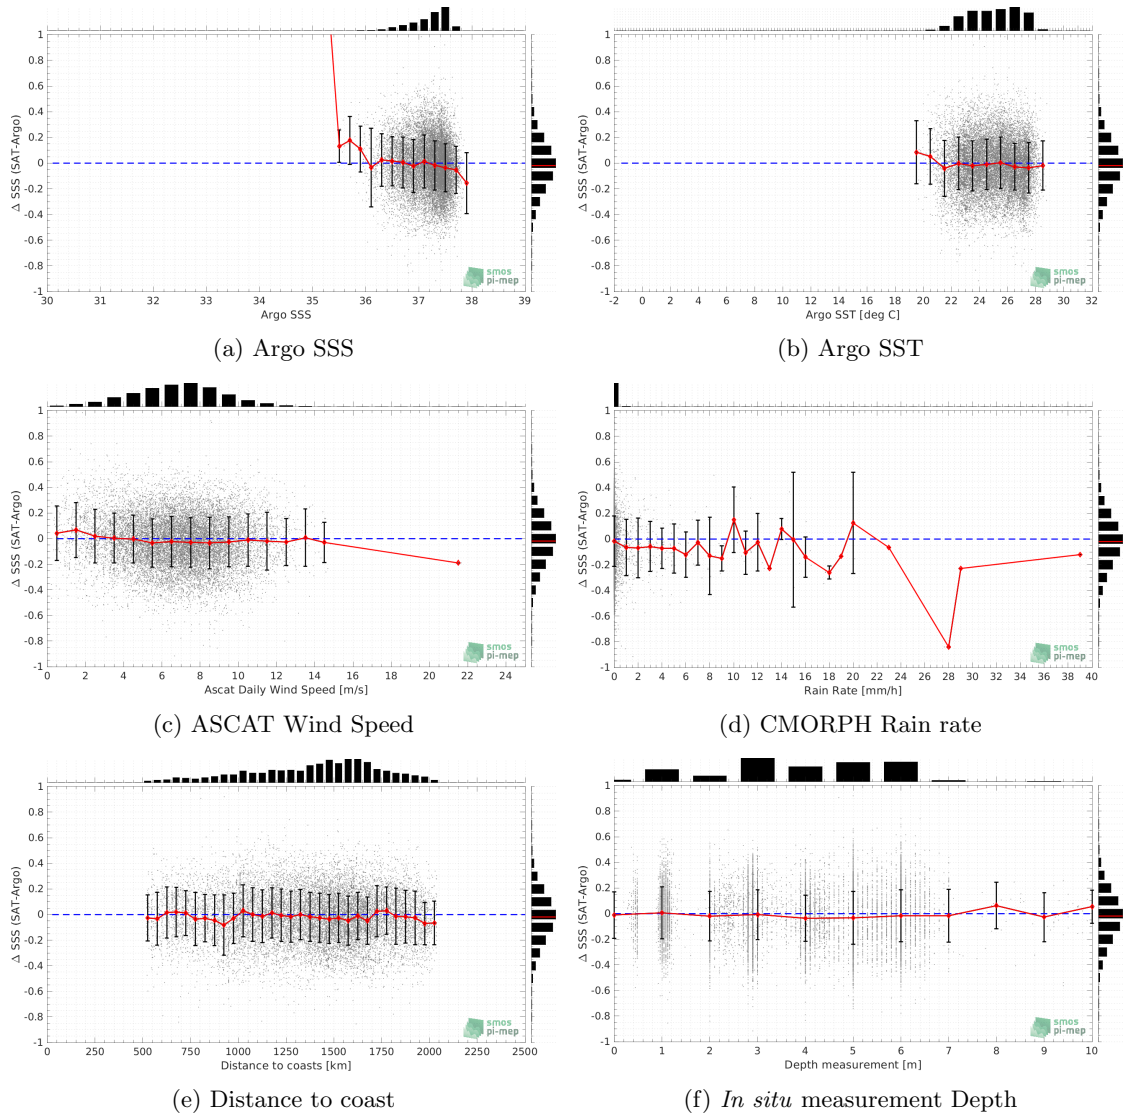 1
0.8
0.6
0.4
0.2
0
-0.2
-0.4
-0.6
-0.8
-1
Δ SSS (SAT-Argo)
30 31 32 33 34 35 36 37 38 39
Argo SSS
smos
pi-mep
(a) Argo SSS
1
0.8
0.6
0.4
0.2
0
-0.2
-0.4
-0.6
-0.8
-1
Δ SSS (SAT-Argo)
-2 0 2 4 6 8 10 12 14 16 18 20 22 24 26 28 30 32
Argo SST [deg C]
smos
pi-mep
(b) Argo SST
1
0.8
0.6
0.4
0.2
0
-0.2
-0.4
-0.6
-0.8
-1
Δ SSS (SAT-Argo)
0 2 4 6 8 10 12 14 16 18 20 22 24
Ascat Daily Wind Speed [m/s]
smos
pi-mep
(c) ASCAT Wind Speed
1
0.8
0.6
0.4
0.2
0
-0.2
-0.4
-0.6
-0.8
-1
Δ SSS (SAT-Argo)
0 2 4 6 8 10 12 14 16 18 20 22 24 26 28 30 32 34 36 38 40
Rain Rate [mm/h]
smos
pi-mep
(d) CMORPH Rain rate
1
0.8
0.6
0.4
0.2
0
-0.2
-0.4
-0.6
-0.8
-1
Δ SSS (SAT-Argo)
0 250 500 750 1000 1250 1500 1750 2000 2250 2500
Distance to coasts [km]
smos
pi-mep
(e) Distance to coast
1
0.8
0.6
0.4
0.2
0
-0.2
-0.4
-0.6
-0.8
-1
Δ SSS (SAT-Argo)
0 1 2 3 4 5 6 7 8 9 10
Depth measurement [m]
smos
pi-mep
(f) In situ measurement Depth